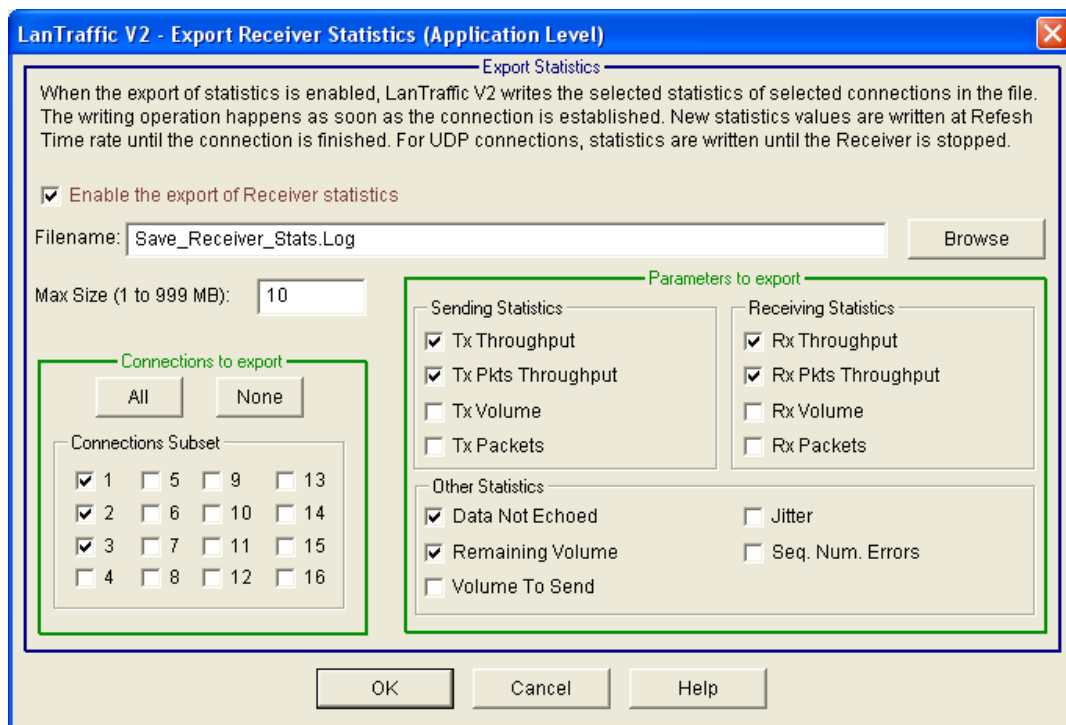 LanTraffic V2 - Export Receiver Statistics (Application Level)
Export Statistics
When the export of statistics is enabled, LanTraffic V2 writes the selected statistics of selected connections in the file.
The writing operation happens as soon as the connection is established. New statistics values are written at Refesh
Time rate until the connection is finished. For UDP connections, statistics are written until the Receiver is stopped.
Enable the export of Receiver statistics
Filename: Save_Receiver_Stats.Log Browse
Max Size (1 to 999 MB): 10
Connections to export
All None
Connections Subset
1 5 9 13
2 6 10 14
3 7 11 15
4 8 12 16
Parameters to export
Sending Statistics
Tx Throughput
Tx Pkts Throughput
Tx Volume
Tx Packets
Receiving Statistics
Rx Throughput
Rx Pkts Throughput
Rx Volume
Rx Packets
Other Statistics
Data Not Echoed Jitter
Remaining Volume Seq. Num. Errors
Volume To Send
OK Cancel Help